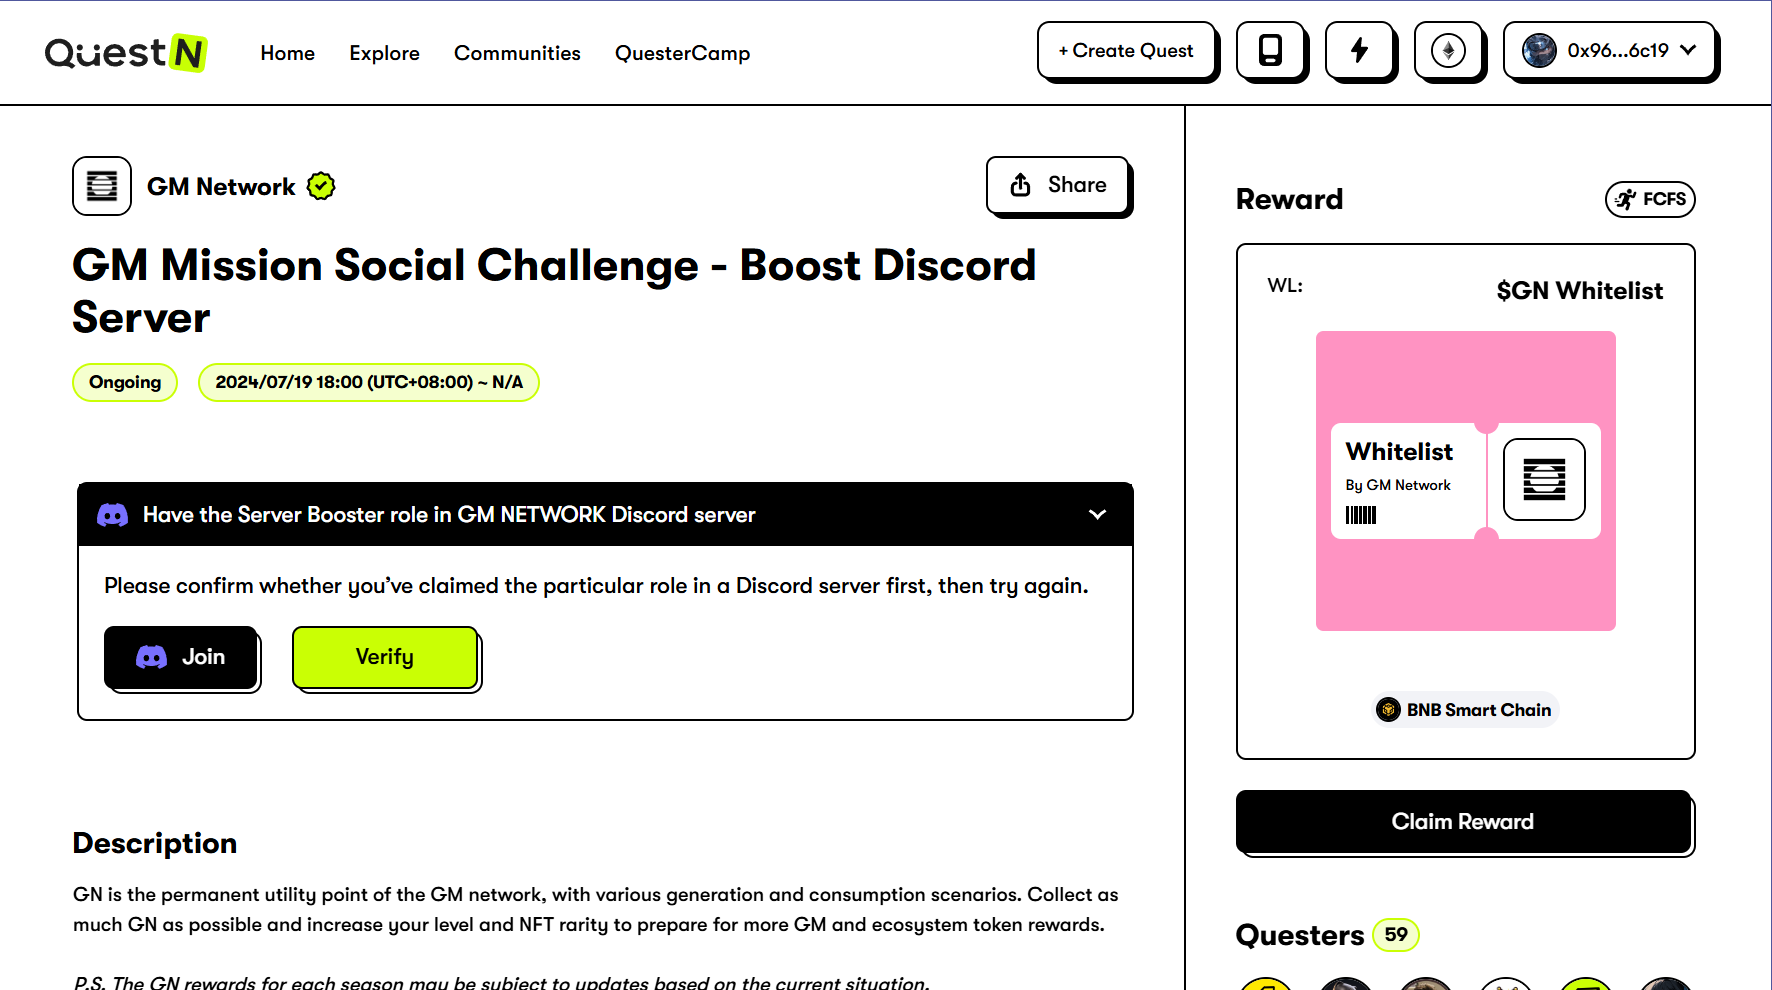 QuestN
Home
Explore
Communities
QuesterCamp
+ Create Quest
0x96...6c19
GM Network
Share
GM Mission Social Challenge - Boost Discord
Server
Ongoing
2024/07/19 18:00 (UTC+08:00) ~ N/A
Have the Server Booster role in GM NETWORK Discord server
Please confirm whether you’ve claimed the particular role in a Discord server first, then try again.
Join
Verify
Description
GN is the permanent utility point of the GM network, with various generation and consumption scenarios. Collect as
much GN as possible and increase your level and NFT rarity to prepare for more GM and ecosystem token rewards.
P.S. The GN rewards for each season may be subject to updates based on the current situation.
Reward
FCFS
WL:
$GN Whitelist
Whitelist
By GM Network
BNB Smart Chain
Claim Reward
Questers
59